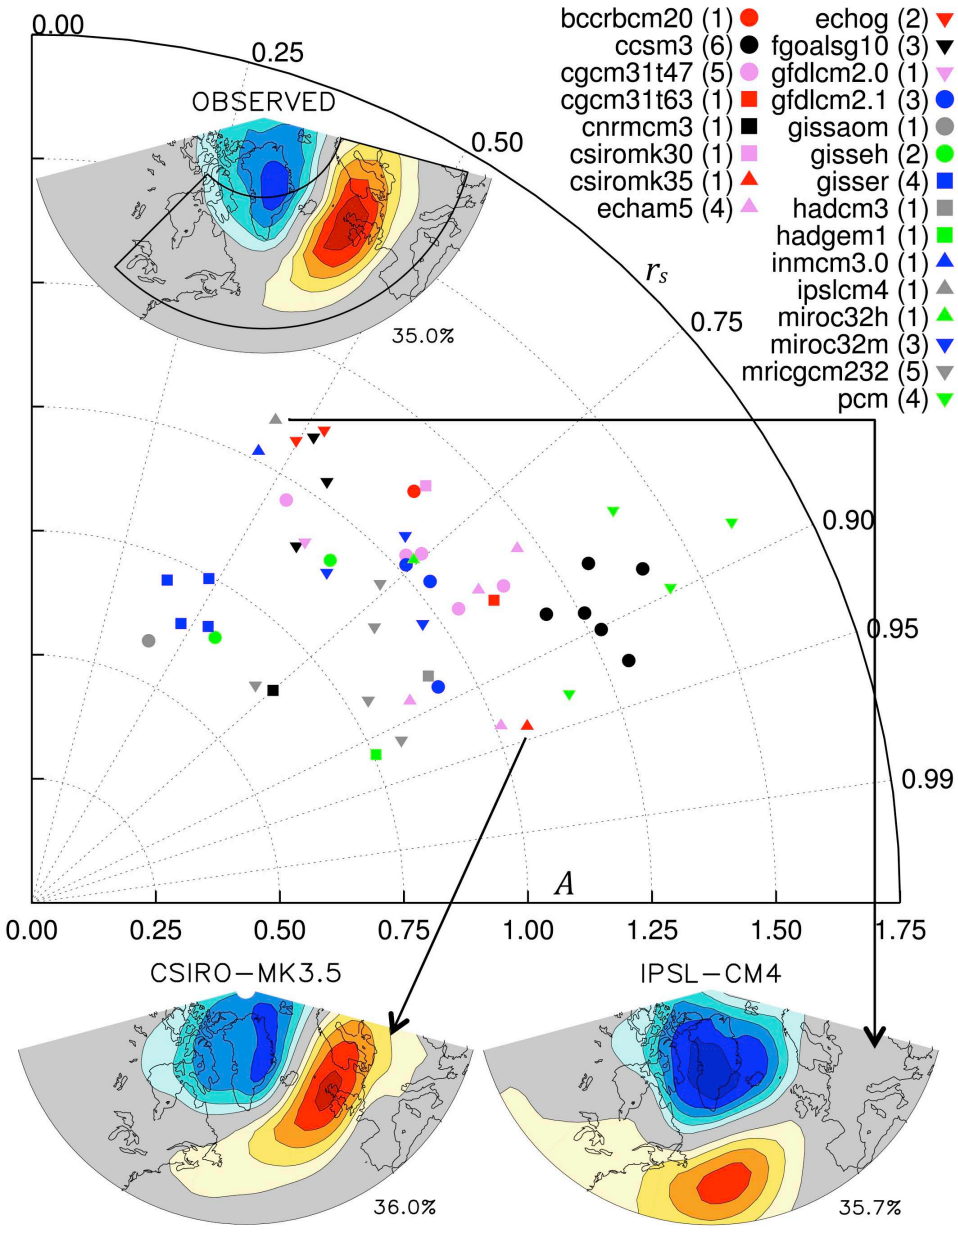 bccrbcm20 (1)
ccsm3 (6)
cgcm31t47 (5)
cgcm31t63 (1)
cnrmcm3 (1)
csiromk30 (1)
csiromk35 (1)
echam5 (4)
echog (2)
fgoalsg10 (3)
gfdlcm2.0 (1)
gfdlcm2.1 (3)
gissaom (1)
gisseh (2)
gisser (4)
hadcm3 (1)
hadgem1 (1)
inmcm3.0 (1)
ipslcm4 (1)
miroc32h (1)
miroc32m (3)
mricgcm232 (5)
pcm (4)
0.00
0.25
OBSERVED
0.50
35.0%
rs
0.75
0.90
0.95
0.99
A
0.00 0.25 0.50 0.75 1.00 1.25 1.50 1.75
CSIRO-MK3.5
36.0%
IPSL-CM4
35.7%